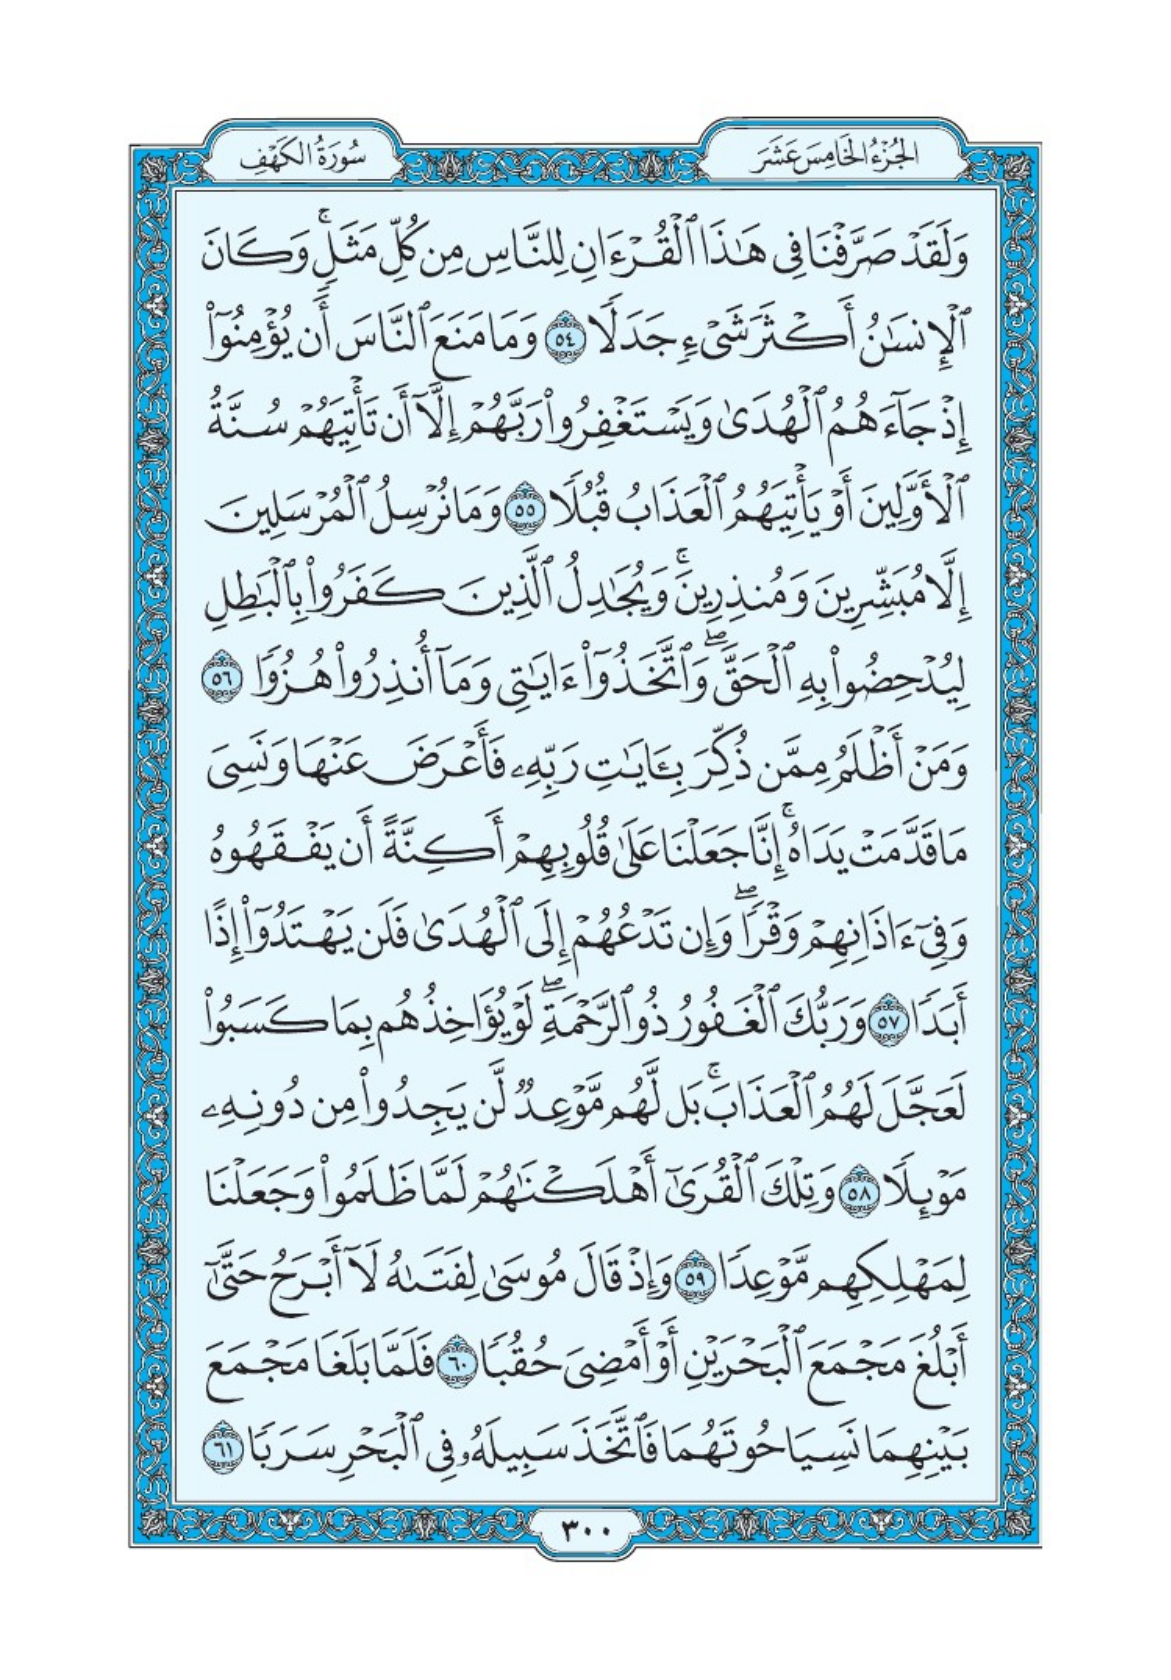 الجُزْءُ الخَامِسَ عَشَرَ
سُورَةُ الكَهْفِ
وَلَقَدْ صَرَّفْنَا فِى هَٰذَا ٱلْقُرْءَانِ لِلنَّاسِ مِن كُلِّ مَثَلٍۚ وَكَانَ
ٱلْإِنسَٰنُ أَكْثَرَ شَىْءٍ جَدَلًا ٥٤ وَمَا مَنَعَ ٱلنَّاسَ أَن يُؤْمِنُوٓا۟
إِذْ جَآءَهُمُ ٱلْهُدَىٰ وَيَسْتَغْفِرُوا۟ رَبَّهُمْ إِلَّآ أَن تَأْتِيَهُمْ سُنَّةُ
ٱلْأَوَّلِينَ أَوْ يَأْتِيَهُمُ ٱلْعَذَابُ قُبُلًا ٥٥ وَمَا نُرْسِلُ ٱلْمُرْسَلِينَ
إِلَّا مُبَشِّرِينَ وَمُنذِرِينَۚ وَيُجَٰدِلُ ٱلَّذِينَ كَفَرُوا۟ بِٱلْبَٰطِلِ
لِيُدْحِضُوا۟ بِهِ ٱلْحَقَّۖ وَٱتَّخَذُوٓا۟ ءَايَٰتِى وَمَآ أُنذِرُوا۟ هُزُوًا ٥٦
وَمَنْ أَظْلَمُ مِمَّن ذُكِّرَ بِـَٔايَٰتِ رَبِّهِۦ فَأَعْرَضَ عَنْهَا وَنَسِىَ
مَا قَدَّمَتْ يَدَاهُۚ إِنَّا جَعَلْنَا عَلَىٰ قُلُوبِهِمْ أَكِنَّةً أَن يَفْقَهُوهُ
وَفِىٓ ءَاذَانِهِمْ وَقْرًاۖ وَإِن تَدْعُهُمْ إِلَى ٱلْهُدَىٰ فَلَن يَهْتَدُوٓا۟ إِذًا
أَبَدًا ٥٧ وَرَبُّكَ ٱلْغَفُورُ ذُو ٱلرَّحْمَةِۖ لَوْ يُؤَاخِذُهُم بِمَا كَسَبُوا۟
لَعَجَّلَ لَهُمُ ٱلْعَذَابَۚ بَل لَّهُم مَّوْعِدٌ لَّن يَجِدُوا۟ مِن دُونِهِۦ
مَوْئِلًا ٥٨ وَتِلْكَ ٱلْقُرَىٰٓ أَهْلَكْنَٰهُمْ لَمَّا ظَلَمُوا۟ وَجَعَلْنَا
لِمَهْلِكِهِم مَّوْعِدًا ٥٩ وَإِذْ قَالَ مُوسَىٰ لِفَتَىٰهُ لَآ أَبْرَحُ حَتَّىٰٓ
أَبْلُغَ مَجْمَعَ ٱلْبَحْرَيْنِ أَوْ أَمْضِىَ حُقُبًا ٦٠ فَلَمَّا بَلَغَا مَجْمَعَ
بَيْنِهِمَا نَسِيَا حُوتَهُمَا فَٱتَّخَذَ سَبِيلَهُۥ فِى ٱلْبَحْرِ سَرَبًا ٦١
٣٠٠